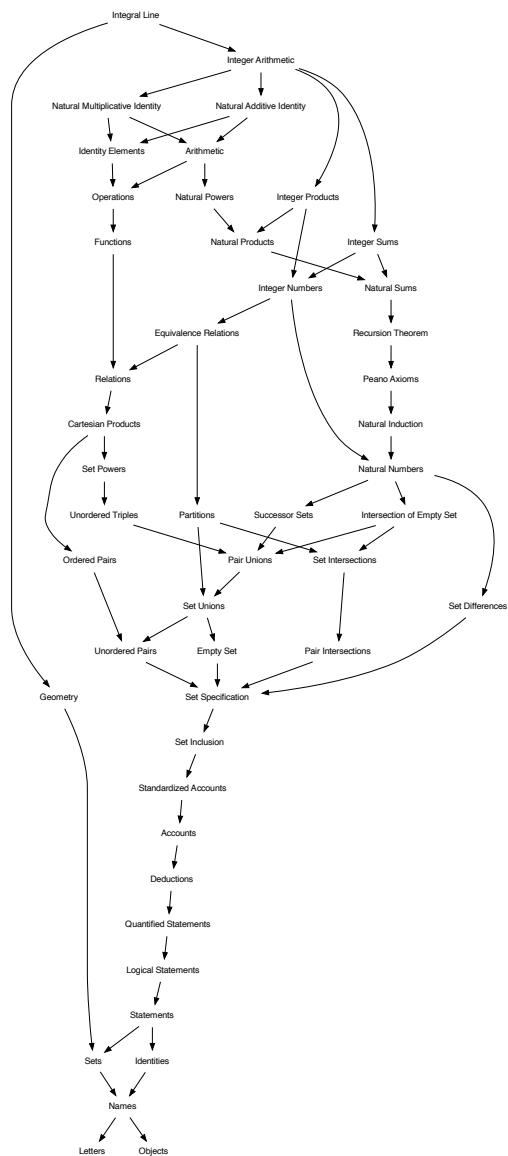 Integral Line
Integer Arithmetic
Natural Multiplicative Identity
Natural Additive Identity
Identity Elements
Arithmetic
Operations
Natural Powers
Integer Products
Functions
Natural Products
Integer Sums
Integer Numbers
Natural Sums
Equivalence Relations
Recursion Theorem
Relations
Peano Axioms
Cartesian Products
Natural Induction
Set Powers
Natural Numbers
Unordered Triples
Partitions
Successor Sets
Intersection of Empty Set
Ordered Pairs
Pair Unions
Set Intersections
Set Unions
Set Differences
Unordered Pairs
Empty Set
Pair Intersections
Geometry
Set Specification
Set Inclusion
Standardized Accounts
Accounts
Deductions
Quantified Statements
Logical Statements
Statements
Sets
Identities
Names
Letters
Objects